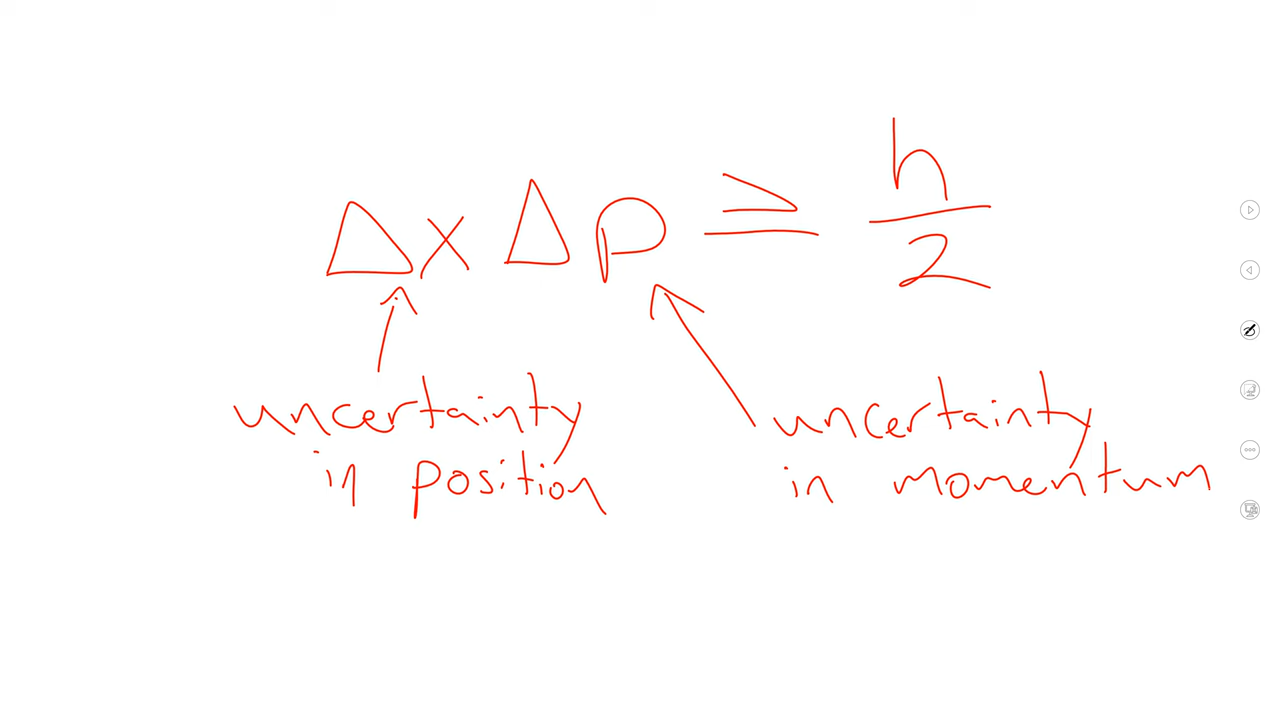 Δx Δp ≥ h/2
uncertainty
in position
uncertainty
in momentum